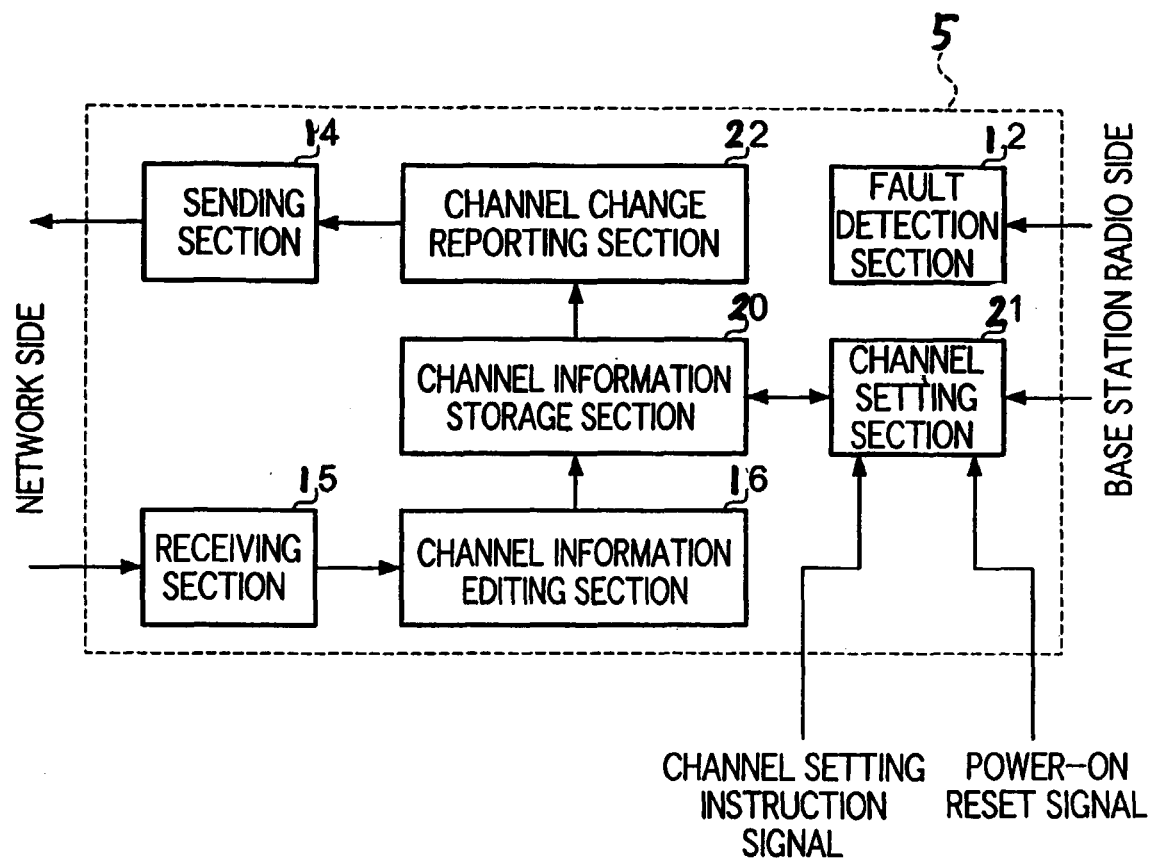 5
14
SENDING
SECTION
22
CHANNEL CHANGE
REPORTING SECTION
12
FAULT
DETECTION
SECTION
20
CHANNEL INFORMATION
STORAGE SECTION
21
CHANNEL
SETTING
SECTION
15
RECEIVING
SECTION
16
CHANNEL INFORMATION
EDITING SECTION
NETWORK SIDE
BASE STATION RADIO SIDE
CHANNEL SETTING
INSTRUCTION
SIGNAL
POWER-ON
RESET SIGNAL